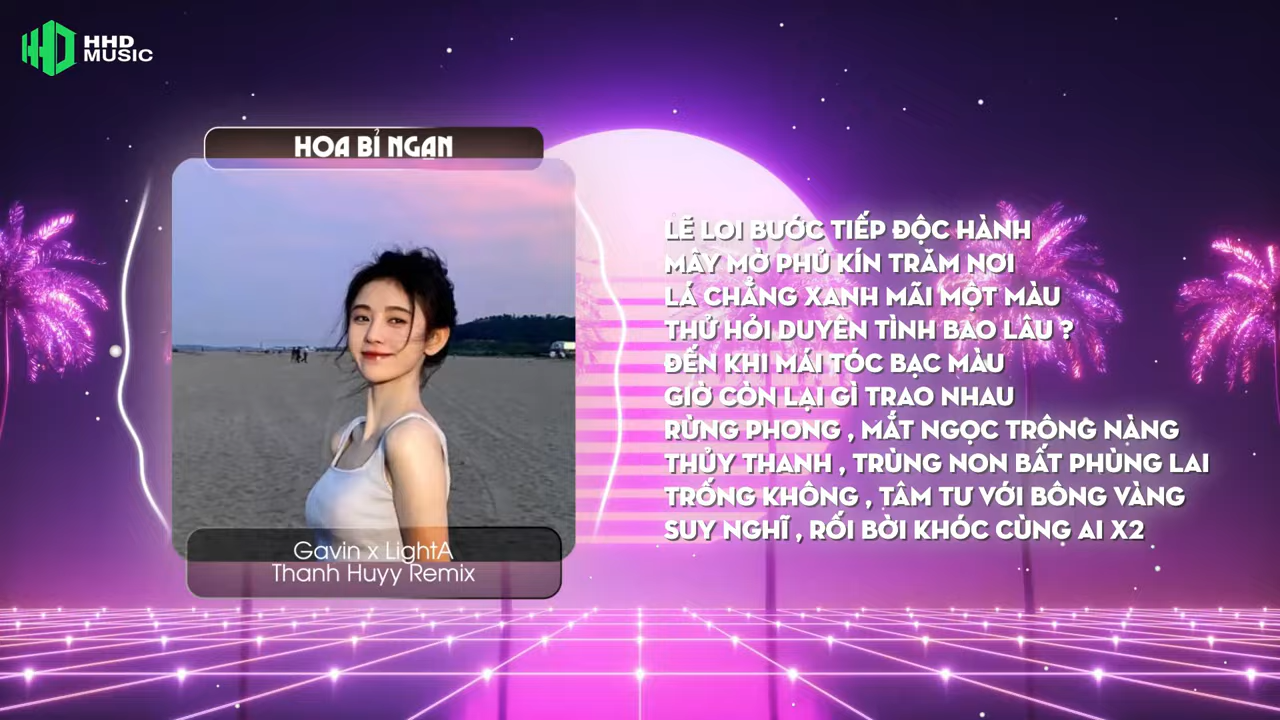 HHD
MUSIC
HOA BỈ NGẠN
LẼ LOI BƯỚC TIẾP ĐỘC HÀNH
MÂY MỜ PHỦ KÍN TRĂM NƠI
LÁ CHẲNG XANH MÃI MỘT MÀU
THỬ HỎI DUYÊN TÌNH BAO LÂU ?
ĐẾN KHI MÁI TÓC BẠC MÀU
GIỜ CÒN LẠI GÌ TRAO NHAU
RỪNG PHONG , MẮT NGỌC TRÔNG NÀNG
THỦY THANH , TRÙNG NON BẤT PHÙNG LAI
TRỐNG KHÔNG , TÂM TƯ VỚI BÔNG VÀNG
SUY NGHĨ , RỐI BỜI KHÓC CÙNG AI X2
Gavin x LightA
Thanh Huyy Remix